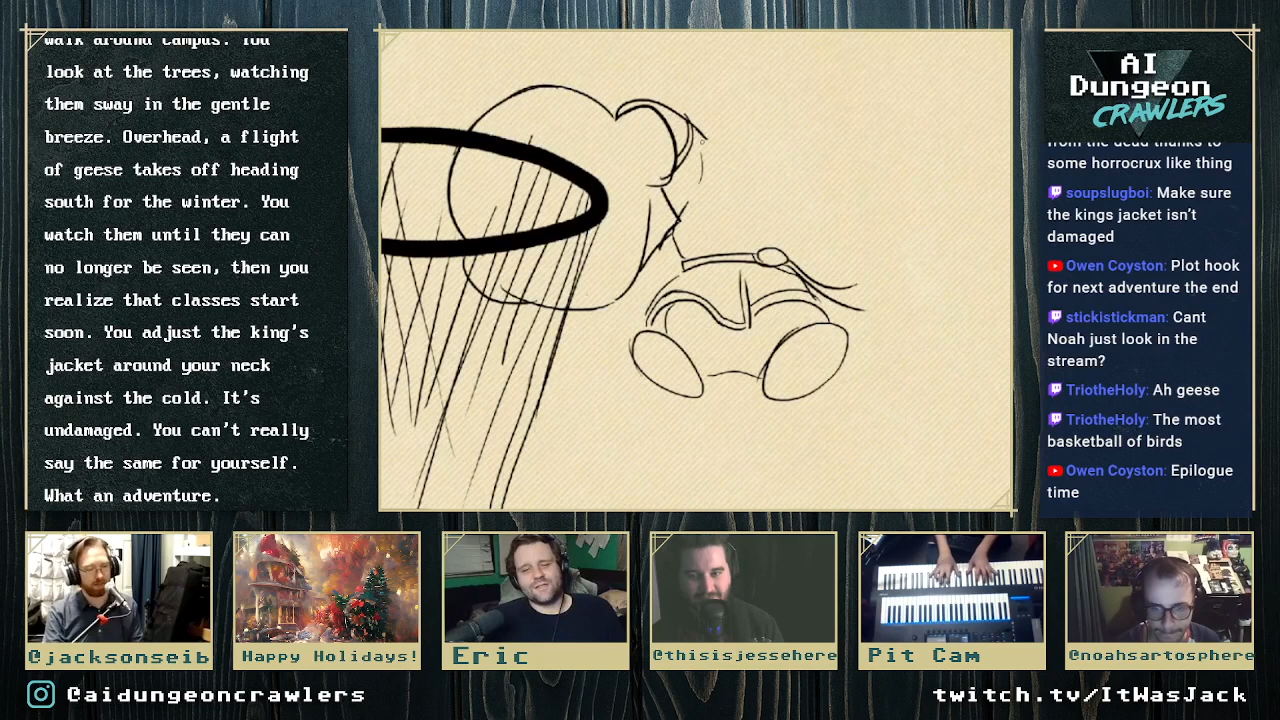 walk around campus. You
look at the trees, watching
them sway in the gentle
breeze. Overhead, a flight
of geese takes off heading
south for the winter. You
watch them until they can
no longer be seen, then you
realize that classes start
soon. You adjust the king's
jacket around your neck
against the cold. It's
undamaged. You can't really
say the same for yourself.
What an adventure.
AI
Dungeon
CRAWLERS
from the dead thanks to
some horrocrux like thing
soupslugboi: Make sure
the kings jacket isn't
damaged
Owen Coyston: Plot hook
for next adventure the end
stickistickman: Cant
Noah just look in the
stream?
TriotheHoly: Ah geese
TriotheHoly: The most
basketball of birds
Owen Coyston: Epilogue
time
@jacksonseib
Happy Holidays!
Eric
@thisisjessehere
Pit Cam
@noahsartosphere
@aidungeoncrawlers
twitch.tv/ItWasJack